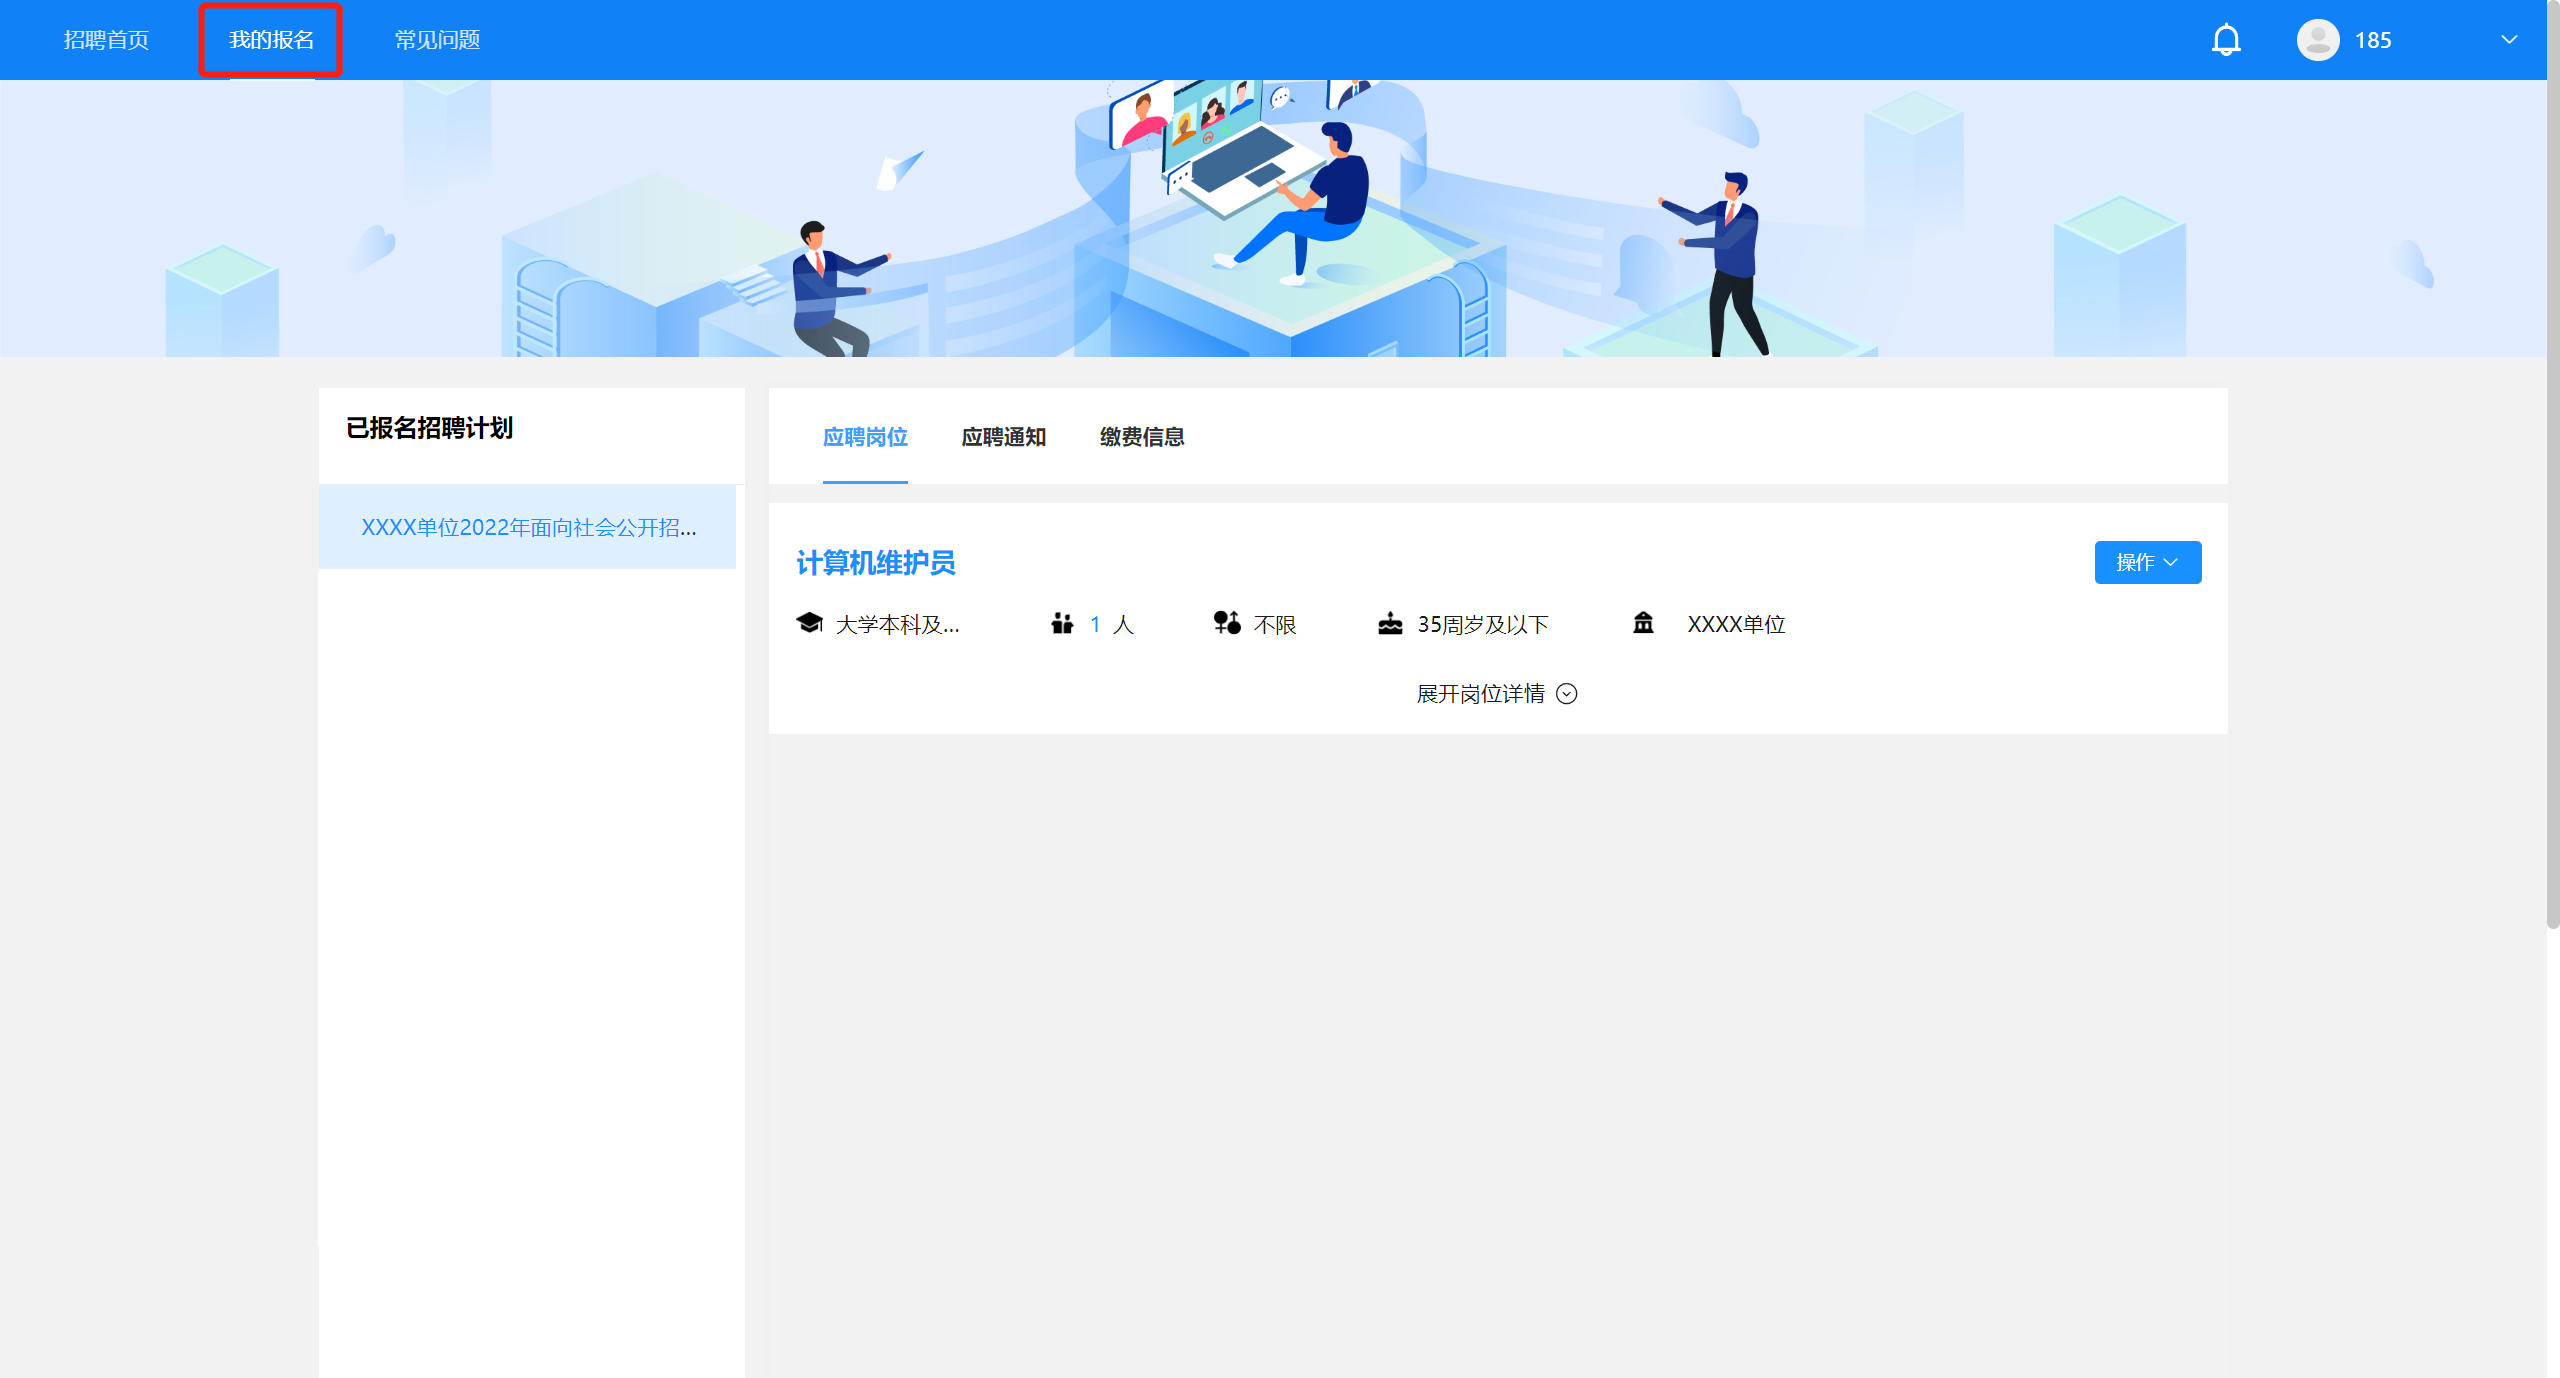 招聘首页 我的报名 常见问题 185
已报名招聘计划
XXXX单位2022年面向社会公开招...
应聘岗位 应聘通知 缴费信息
计算机维护员 操作
大学本科及... 1 人 不限 35周岁及以下 XXXX单位
展开岗位详情